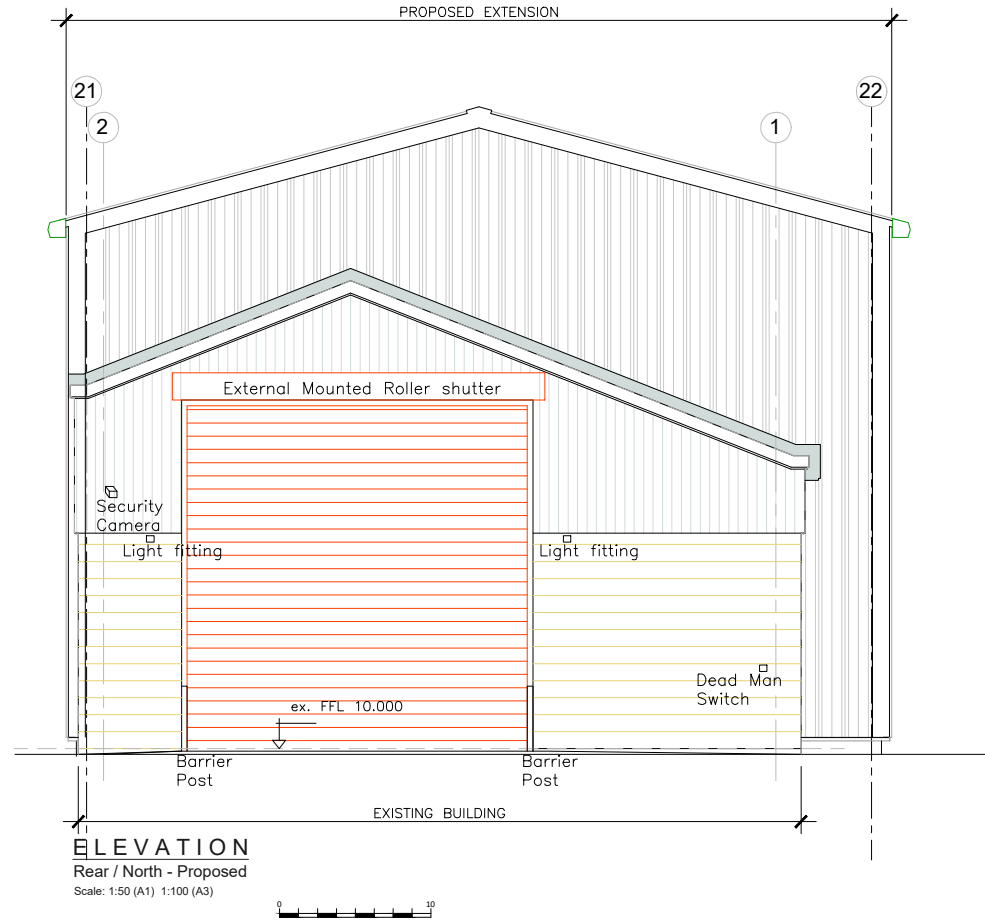 PROPOSED EXTENSION
21
22
2
1
External Mounted Roller shutter
Security
Camera
Light fitting
Light fitting
Dead Man
Switch
ex. FFL 10.000
Barrier
Post
Barrier
Post
EXISTING BUILDING
ELEVATION
Rear / North - Proposed
Scale: 1:50 (A1) 1:100 (A3)
0
10